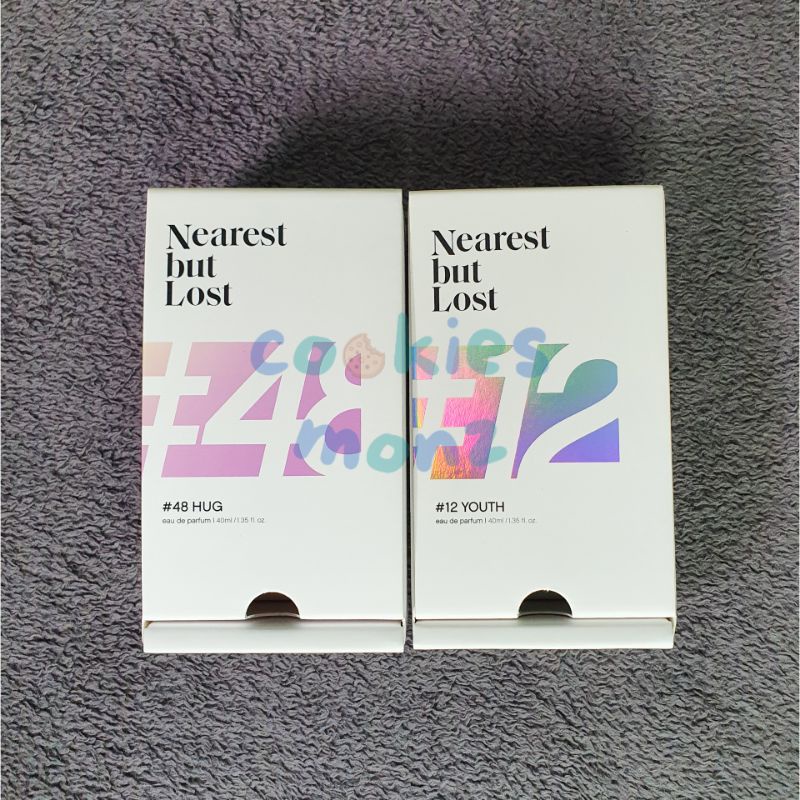 Nearest
but
Lost
#48
#48 HUG
eau de parfum | 40ml / 1.35 fl. oz.
Nearest
but
Lost
#12
#12 YOUTH
eau de parfum | 40ml / 1.35 fl. oz.
cookies
monz